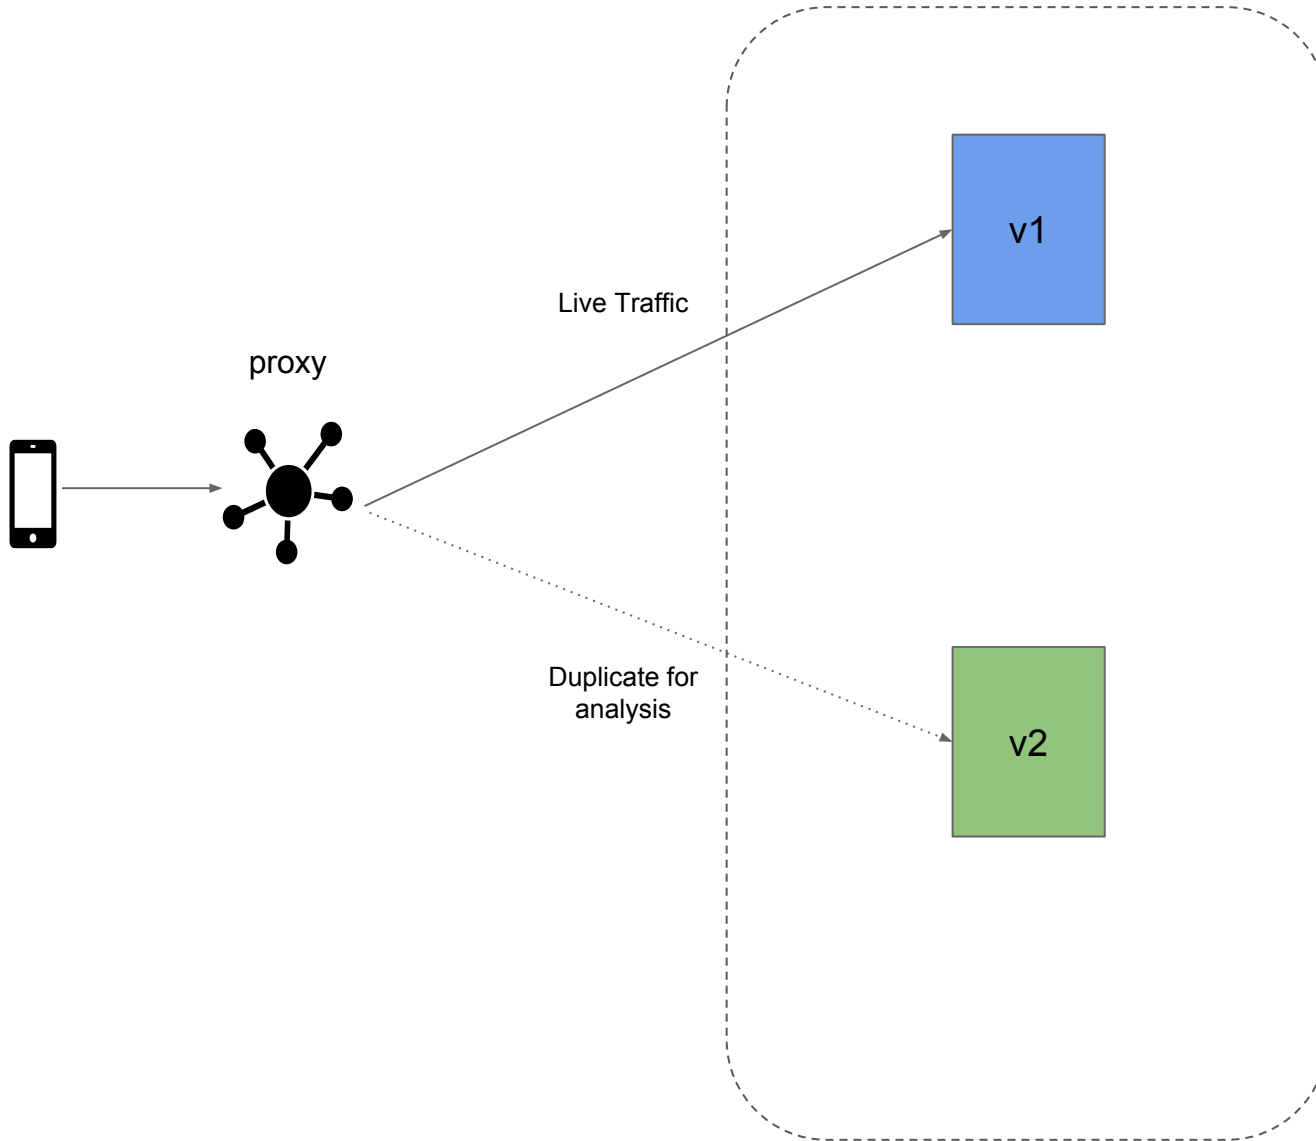 v1
Live Traffic
proxy
Duplicate for
analysis
v2